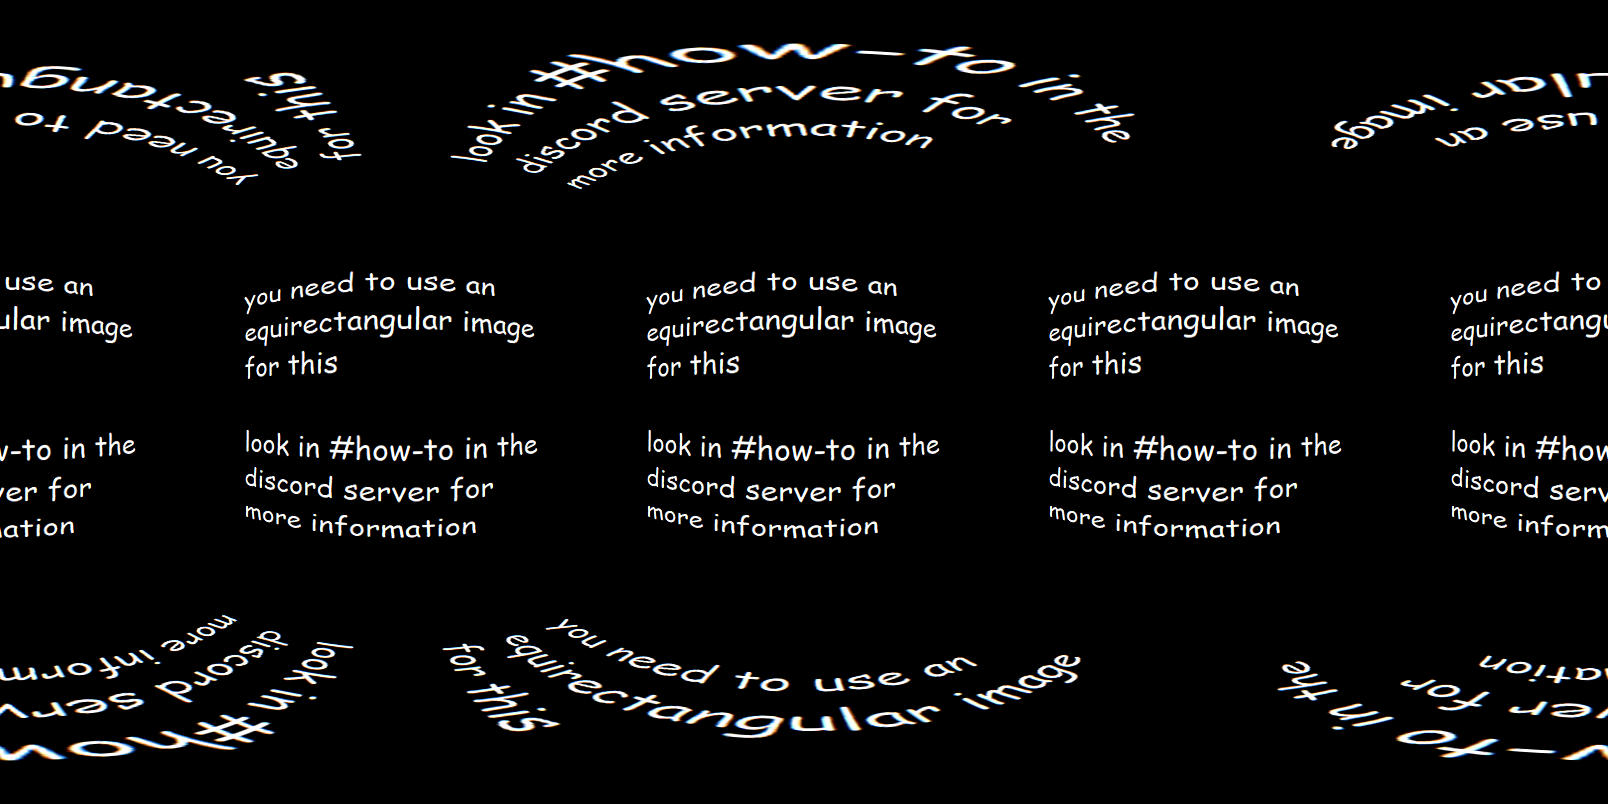 look in #how-to in the
discord server for
more information
for this
equirectangular image
you need to use an
use an
ular image
you need to use an
equirectangular image
for this
you need to use an
equirectangular image
for this
you need to use an
equirectangular image
for this
you need to
equirectangu
for this
w-to in the
ver for
mation
look in #how-to in the
discord server for
more information
look in #how-to in the
discord server for
more information
look in #how-to in the
discord server for
more information
look in #how
discord serv
more inform
more inform
discord serv
look in #how
you need to use an
equirectangular image
for this
mation
ver for
w-to in the